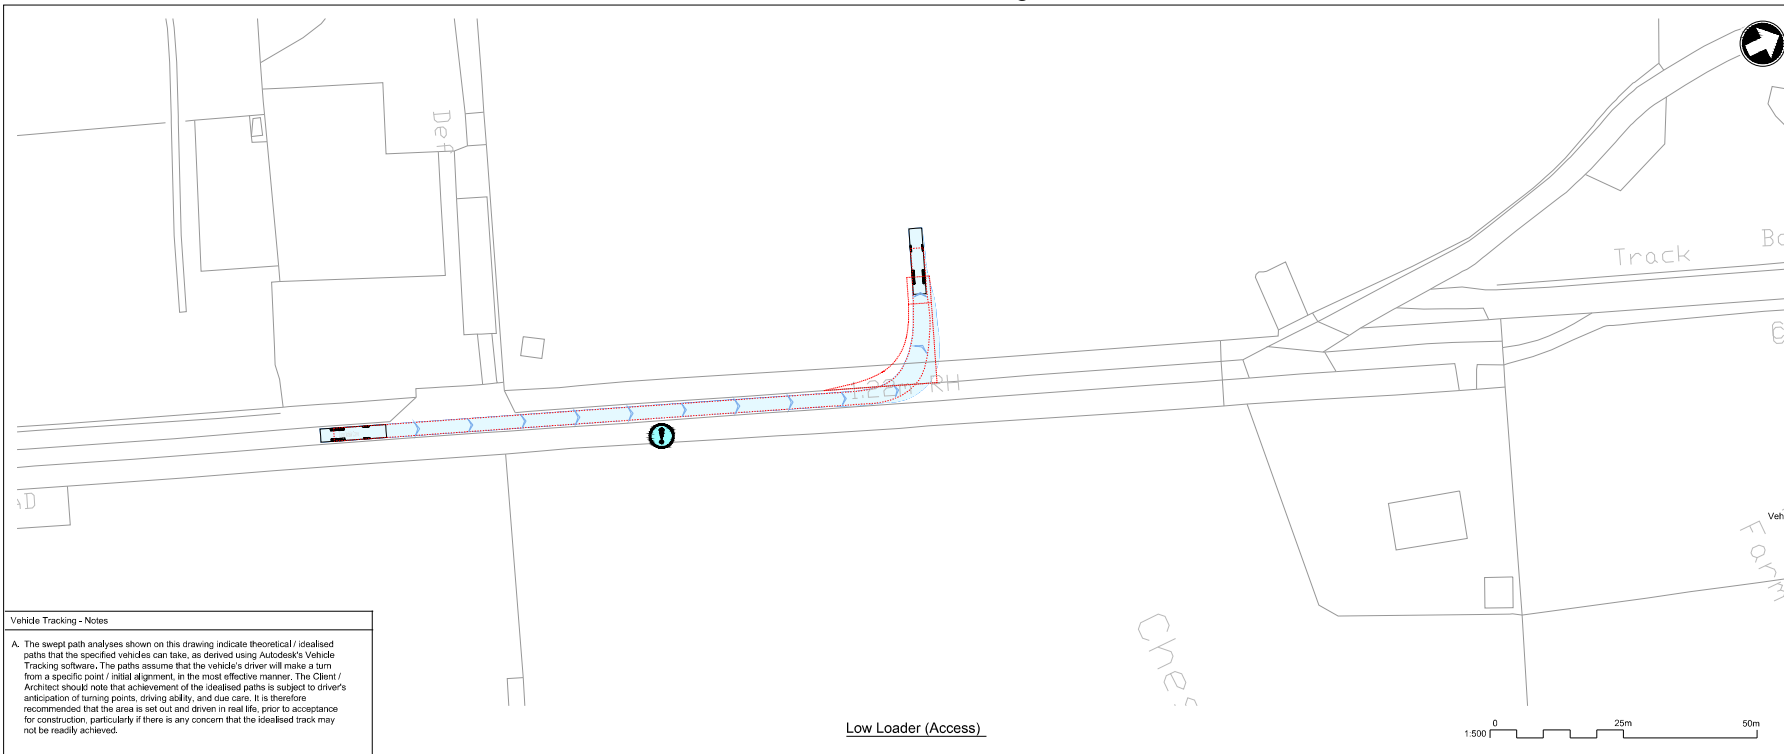 Def
Track
1.22m RH
Veh
Farm
Vehicle Tracking - Notes
A. The swept path analyses shown on this drawing indicate theoretical / idealised
paths that the specified vehicles can take, as derived using Autodesk's Vehicle
Tracking software. The paths assume that the vehicle's driver will make a turn
from a specific point / initial alignment, in the most effective manner. The Client /
Architect should note that achievement of the idealised paths is subject to driver's
anticipation of turning points, driving ability, and due care. It is therefore
recommended that the area is set out and driven in real life, prior to acceptance
for construction, particularly if there is any concern that the idealised track may
not be readily achieved.
Low Loader (Access)
0 25m 50m
1:500